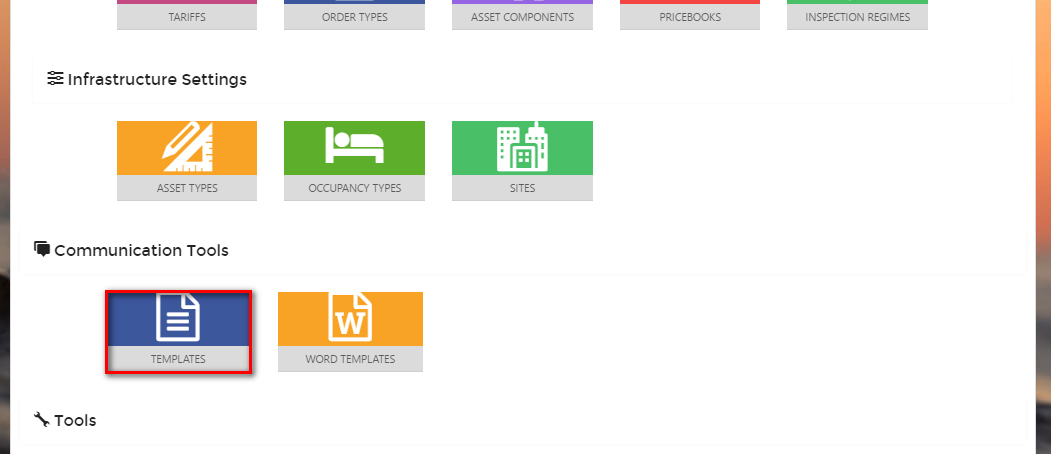 TARIFFS ORDER TYPES ASSET COMPONENTS PRICEBOOKS INSPECTION REGIMES
Infrastructure Settings
ASSET TYPES OCCUPANCY TYPES SITES
Communication Tools
W
TEMPLATES WORD TEMPLATES
Tools